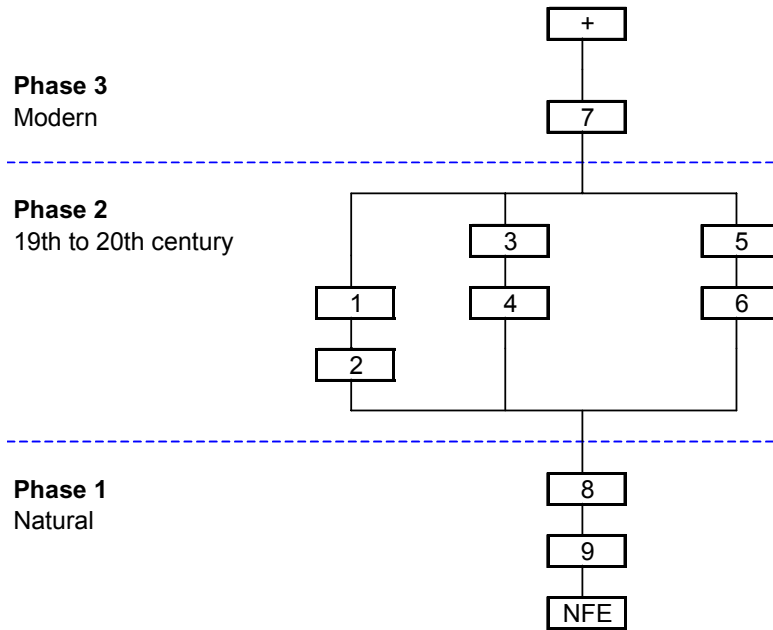 +
Phase 3
Modern
7
Phase 2
19th to 20th century
3
5
1
4
6
2
Phase 1
Natural
8
9
NFE